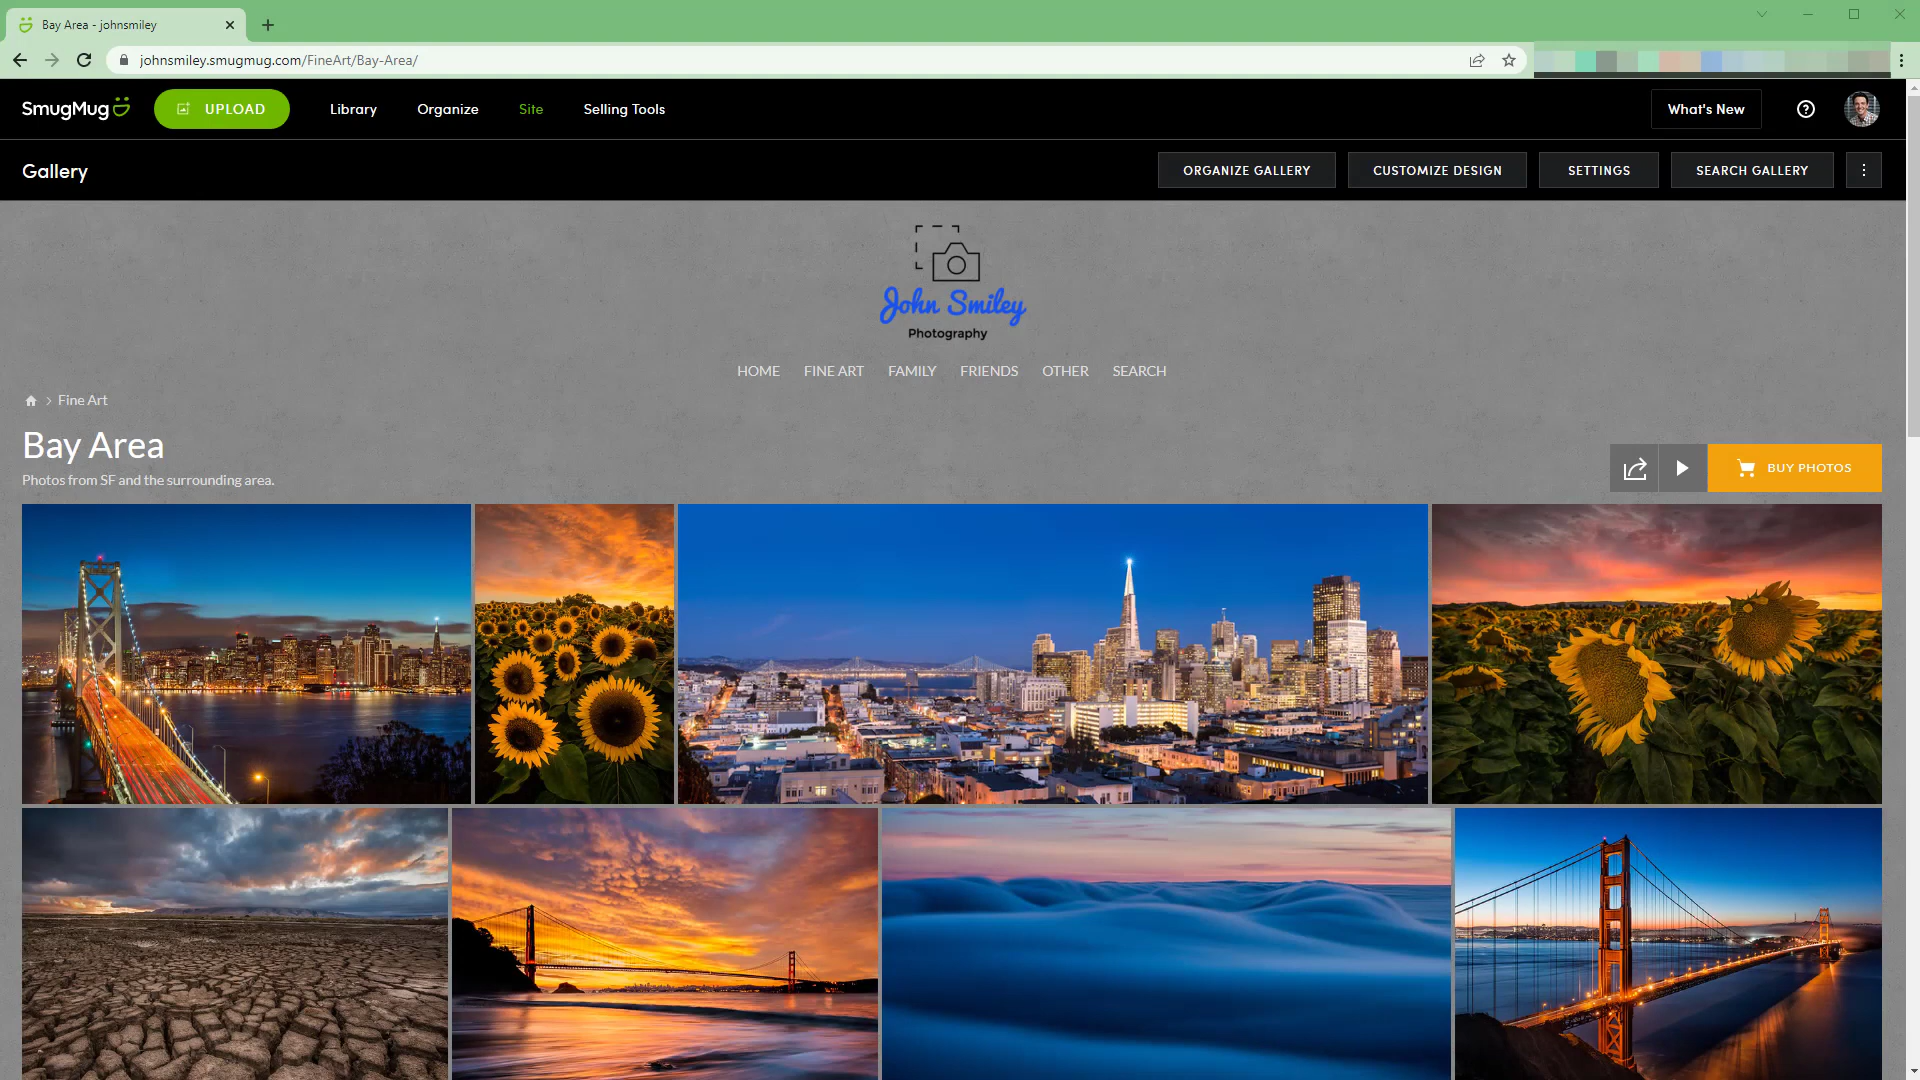 Bay Area - johnsmiley
johnsmiley.smugmug.com/FineArt/Bay-Area/
SmugMug UPLOAD Library Organize Site Selling Tools What's New
Gallery ORGANIZE GALLERY CUSTOMIZE DESIGN SETTINGS SEARCH GALLERY
John Smiley
Photography
HOME FINE ART FAMILY FRIENDS OTHER SEARCH
Fine Art
Bay Area
Photos from SF and the surrounding area.
BUY PHOTOS